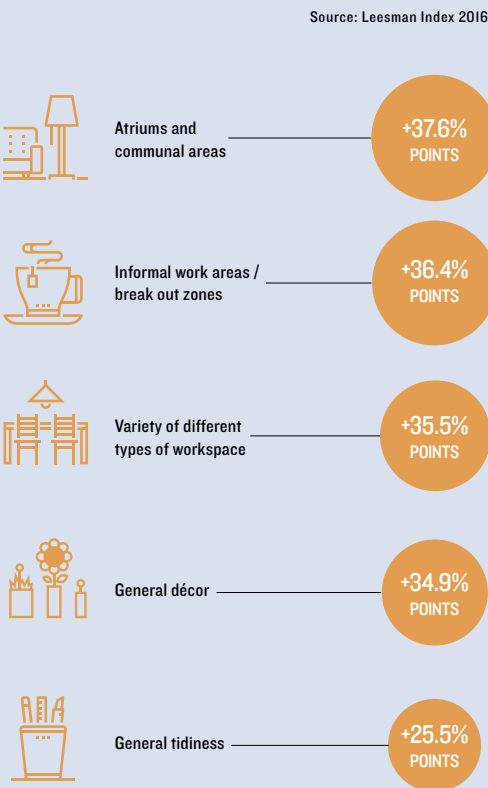 Source: Leesman Index 2016
Atriums and
communal areas
+37.6%
POINTS
Informal work areas /
break out zones
+36.4%
POINTS
Variety of different
types of workspace
+35.5%
POINTS
General décor
+34.9%
POINTS
General tidiness
+25.5%
POINTS